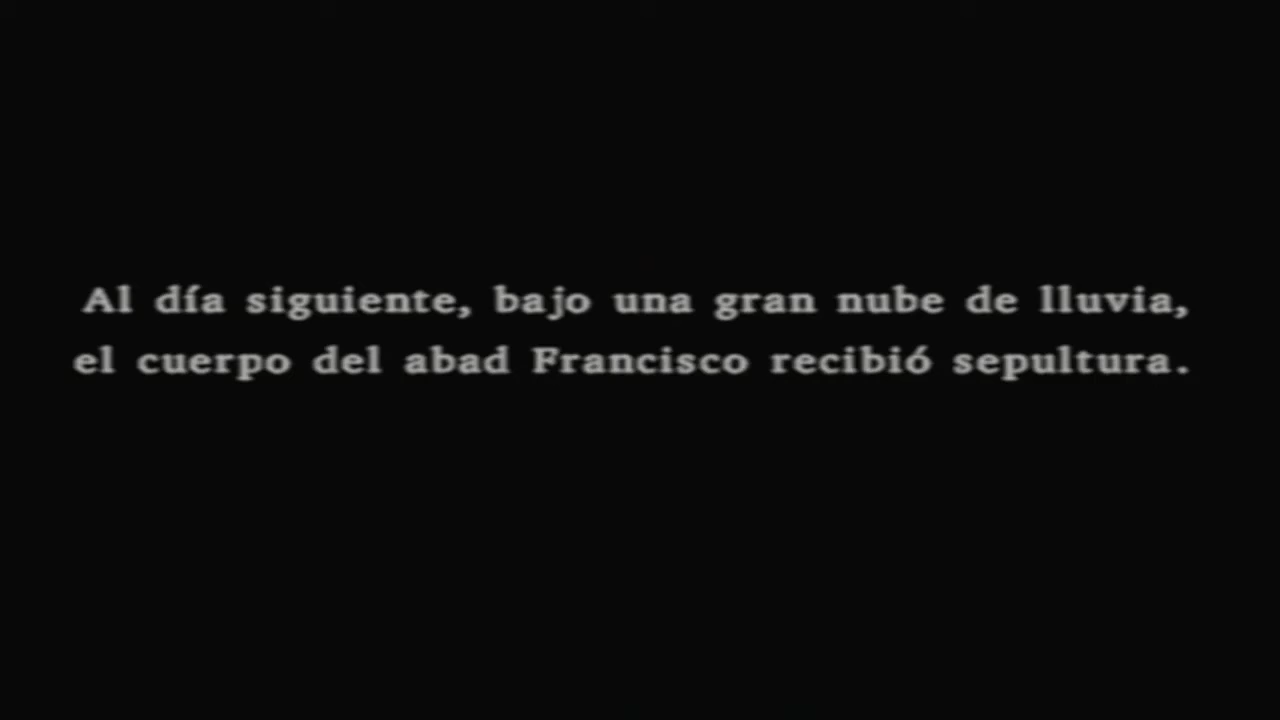 Al día siguiente, bajo una gran nube de lluvia,
el cuerpo del abad Francisco recibió sepultura.